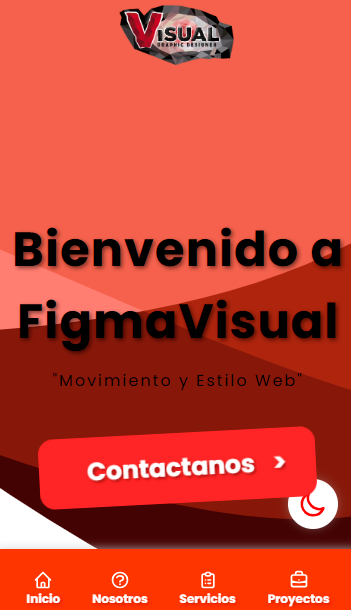 VISUAL
GRAPHIC DESIGNER
Bienvenido a
FigmaVisual
"Movimiento y Estilo Web"
Contactanos >
Inicio
Nosotros
Servicios
Proyectos